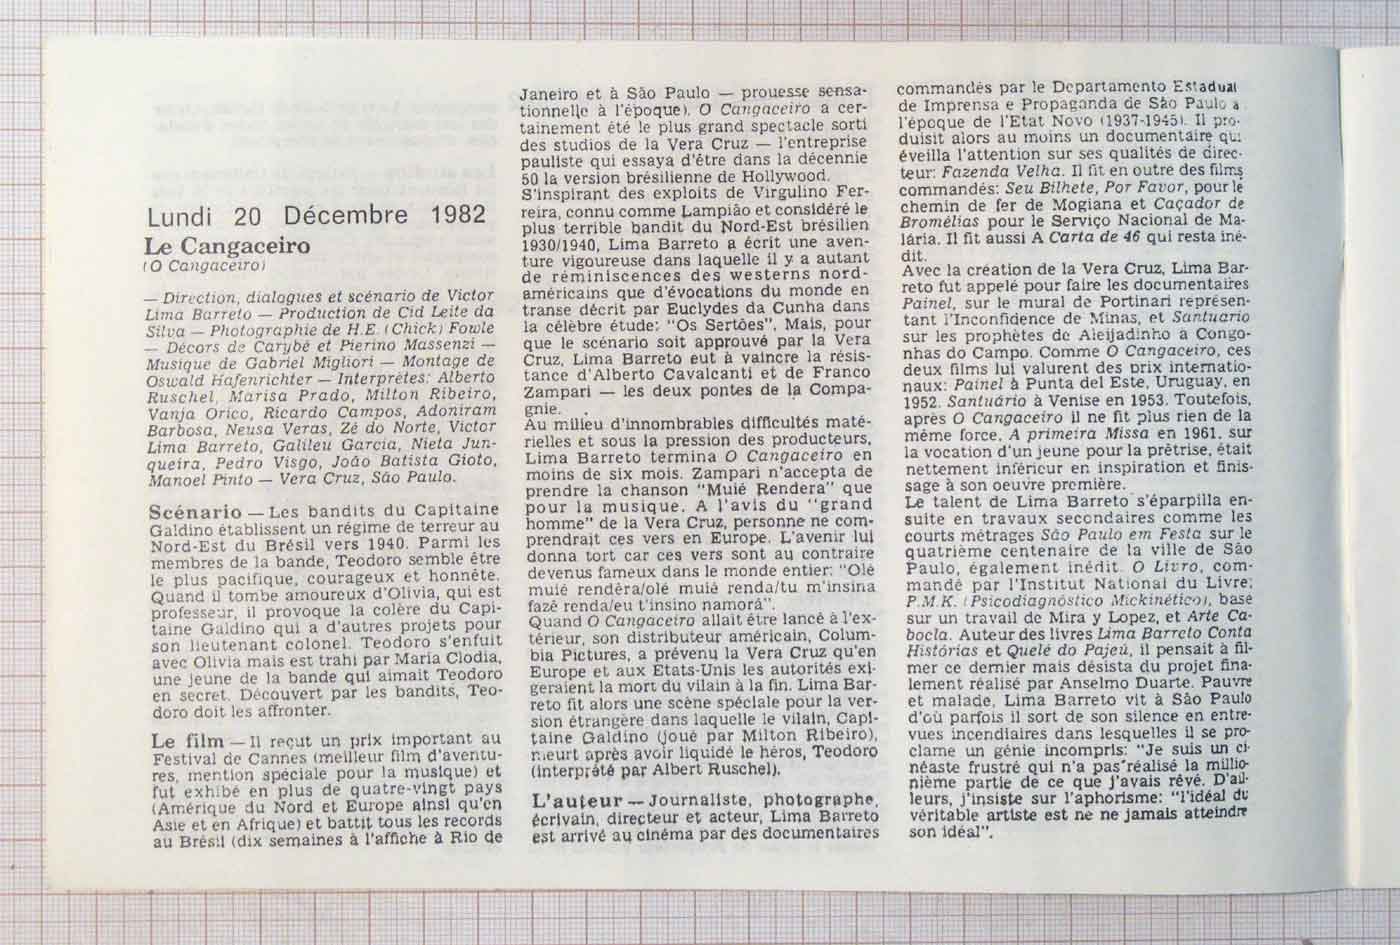 Lundi 20 Décembre 1982
Le Cangaceiro
(O Cangaceiro)
— Direction, dialogues et scénario de Victor
Lima Barreto — Production de Cid Leite da
Silva — Photographie de H.E. (Chick) Fowle
— Décors de Carybé et Pierino Massenzi —
Musique de Gabriel Migliori — Montage de
Oswald Hafenrichter — Interprètes: Alberto
Ruschel, Marisa Prado, Milton Ribeiro,
Vanja Orico, Ricardo Campos, Adoniram
Barbosa, Neusa Veras, Zé do Norte, Victor
Lima Barreto, Galileu Garcia, Nieta Jun-
queira, Pedro Visgo, João Batista Gioto,
Manoel Pinto — Vera Cruz, São Paulo.
Scénario — Les bandits du Capitaine
Galdino établissent un régime de terreur au
Nord-Est du Brésil vers 1940. Parmi les
membres de la bande, Teodoro semble être
le plus pacifique, courageux et honnête.
Quand il tombe amoureux d'Olivia, qui est
professeur, il provoque la colère du Capi-
taine Galdino qui a d'autres projets pour
son lieutenant colonel. Teodoro s'enfuit
avec Olivia mais est trahi par Maria Clodia,
une jeune de la bande qui aimait Teodoro
en secret. Découvert par les bandits, Teo-
doro doit les affronter.
Le film — Il reçut un prix important au
Festival de Cannes (meilleur film d'aventu-
res, mention spéciale pour la musique) et
fut exhibé en plus de quatre-vingt pays
(Amérique du Nord et Europe ainsi qu'en
Asie et en Afrique) et battit tous les records
au Brésil (dix semaines à l'affiche à Rio de
Janeiro et à São Paulo — prouesse sensa-
tionnelle à l'époque). O Cangaceiro a cer-
tainement été le plus grand spectacle sorti
des studios de la Vera Cruz — l'entreprise
pauliste qui essaya d'être dans la décennie
50 la version brésilienne de Hollywood.
S'inspirant des exploits de Virgulino Fer-
reira, connu comme Lampião et considéré le
plus terrible bandit du Nord-Est brésilien
1930/1940, Lima Barreto a écrit une aven-
ture vigoureuse dans laquelle il y a autant
de réminiscences des westerns nord-
américains que d'évocations du monde en
transe décrit par Euclydes da Cunha dans
la célèbre étude: "Os Sertões". Mais, pour
que le scénario soit approuvé par la Vera
Cruz, Lima Barreto eut à vaincre la résis-
tance d'Alberto Cavalcanti et de Franco
Zampari — les deux pontes de la Compa-
gnie.
Au milieu d'innombrables difficultés maté-
rielles et sous la pression des producteurs,
Lima Barreto termina O Cangaceiro en
moins de six mois. Zampari n'accepta de
prendre la chanson "Muié Rendera" que
pour la musique. A l'avis du "grand
homme" de la Vera Cruz, personne ne com-
prendrait ces vers en Europe. L'avenir lui
donna tort car ces vers sont au contraire
devenus fameux dans le monde entier: "Olé
muié rendêra/olé muié renda/tu m'insina
fazê renda/eu t'insino namorá".
Quand O Cangaceiro allait être lancé à l'ex-
térieur, son distributeur américain, Colum-
bia Pictures, a prévenu la Vera Cruz qu'en
Europe et aux Etats-Unis les autorités exi-
geraient la mort du vilain à la fin. Lima Bar-
reto fit alors une scène spéciale pour la ver-
sion étrangère dans laquelle le vilain, Capi-
taine Galdino (joué par Milton Ribeiro),
meurt après avoir liquidé le héros, Teodoro
(interprété par Albert Ruschel).
L'auteur — Journaliste, photographe,
écrivain, directeur et acteur, Lima Barreto
est arrivé au cinéma par des documentaires
commandés par le Departamento Estadual
de Imprensa e Propaganda de São Paulo a
l'époque de l'Etat Novo (1937-1945). Il pro-
duisit alors au moins un documentaire qui
éveilla l'attention sur ses qualités de direc-
teur: Fazenda Velha. Il fit en outre des films
commandés: Seu Bilhete, Por Favor, pour le
chemin de fer de Mogiana et Caçador de
Bromélias pour le Serviço Nacional de Ma-
lária. Il fit aussi A Carta de 46 qui resta iné-
dit.
Avec la création de la Vera Cruz, Lima Bar-
reto fut appelé pour faire les documentaires
Painel, sur le mural de Portinari représen-
tant l'Inconfidence de Minas, et Santuario
sur les prophètes de Aleijadinho a Congo-
nhas do Campo. Comme O Cangaceiro, ces
deux films lui valurent des prix internatio-
naux: Painel à Punta del Este, Uruguay, en
1952. Santuário à Venise en 1953. Toutefois,
après O Cangaceiro il ne fit plus rien de la
même force. A primeira Missa en 1961, sur
la vocation d'un jeune pour la prêtrise, était
nettement inférieur en inspiration et finis-
sage à son oeuvre première.
Le talent de Lima Barreto s'éparpilla en-
suite en travaux secondaires comme les
courts métrages São Paulo em Festa sur le
quatrième centenaire de la ville de São
Paulo, également inédit. O Livro, com-
mandé par l'Institut National du Livre;
P.M.K. (Psicodiagnóstico Mickinético), base
sur un travail de Mira y Lopez, et Arte Ca-
bocla. Auteur des livres Lima Barreto Conta
Histórias et Quelé do Pajeú, il pensait à fil-
mer ce dernier mais désista du projet fina-
lement réalisé par Anselmo Duarte. Pauvre
et malade, Lima Barreto vit à São Paulo
d'où parfois il sort de son silence en entre-
vues incendiaires dans lesquelles il se pro-
clame un génie incompris: "Je suis un ci-
néaste frustré qui n'a pas réalisé la millio-
nième partie de ce que j'avais rêvé. D'ail-
leurs, j'insiste sur l'aphorisme: "l'idéal du
véritable artiste est ne ne jamais atteindre
son idéal".